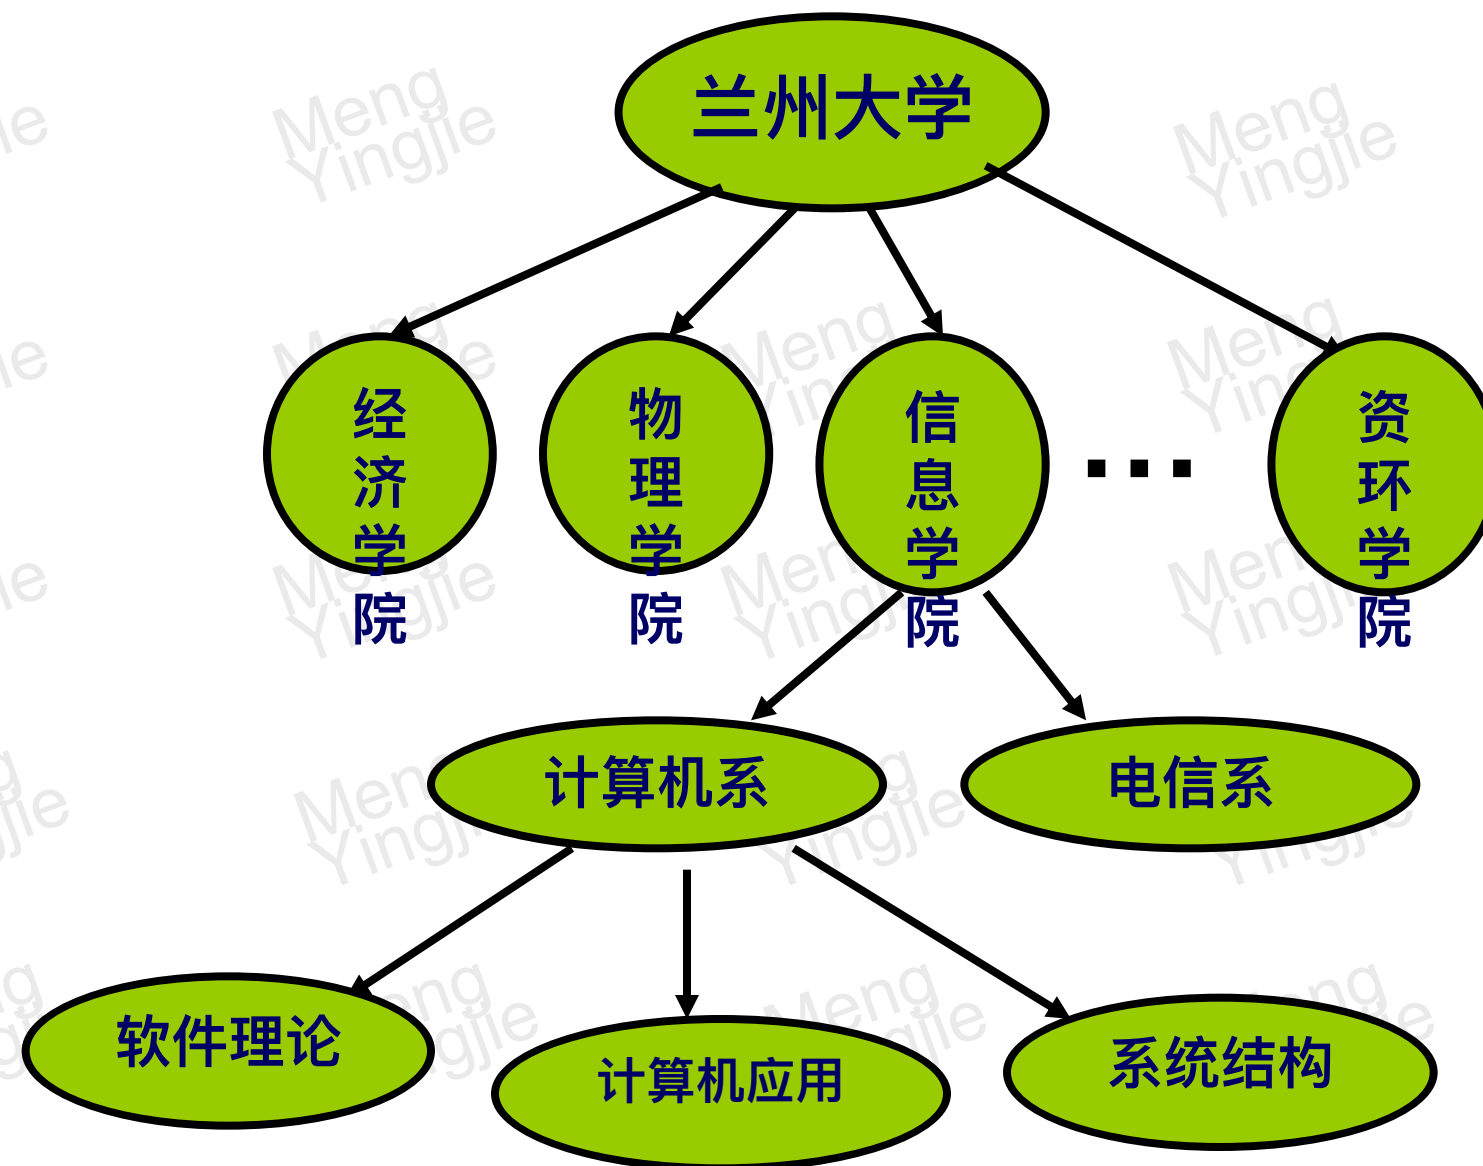 兰州大学
经济学院
物理学院
信息学院
...
资环学院
计算机系
电信系
软件理论
计算机应用
系统结构
Meng
Yingjie